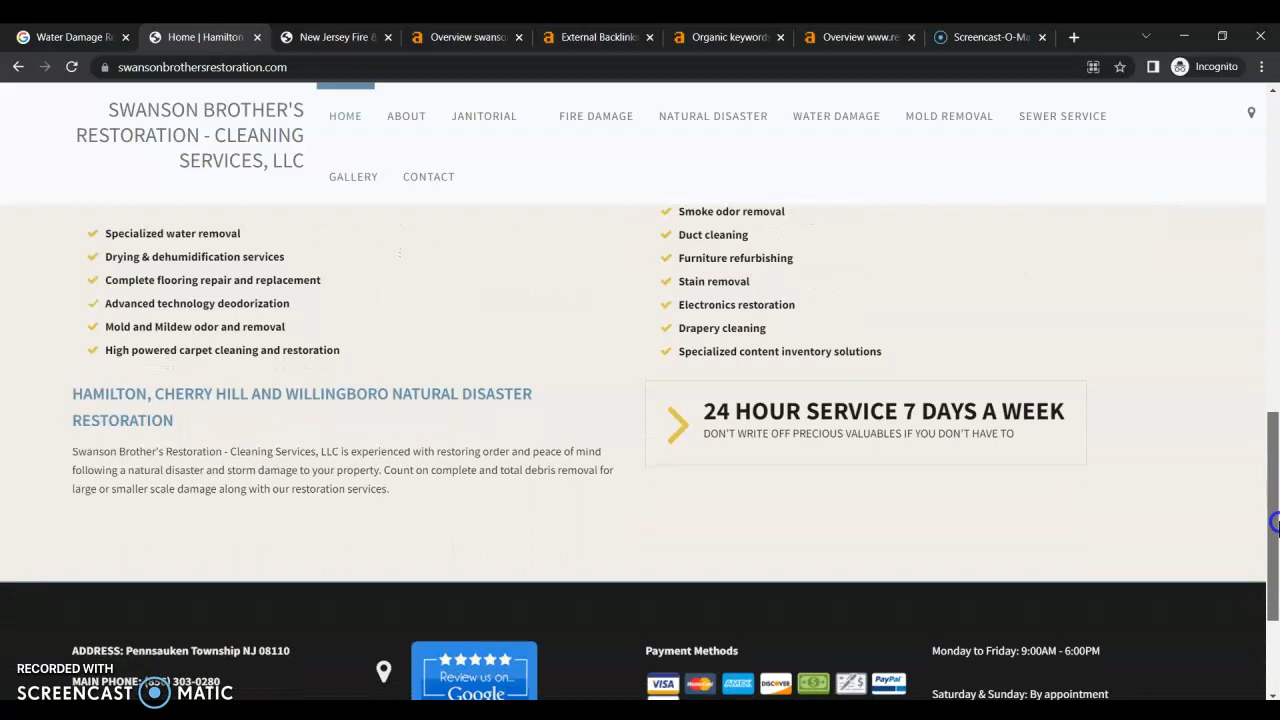 Water Damage R
Home | Hamilton
New Jersey Fire &
Overview swanso
External Backlink
Organic keyword
Overview www.re
Screencast-O-Ma
swansonbrothersrestoration.com
Incognito
SWANSON BROTHER'S
RESTORATION - CLEANING
SERVICES, LLC
HOME ABOUT JANITORIAL FIRE DAMAGE NATURAL DISASTER WATER DAMAGE MOLD REMOVAL SEWER SERVICE
GALLERY CONTACT
Specialized water removal
Drying & dehumidification services
Complete flooring repair and replacement
Advanced technology deodorization
Mold and Mildew odor and removal
High powered carpet cleaning and restoration
Smoke odor removal
Duct cleaning
Furniture refurbishing
Stain removal
Electronics restoration
Drapery cleaning
Specialized content inventory solutions
HAMILTON, CHERRY HILL AND WILLINGBORO NATURAL DISASTER
RESTORATION
Swanson Brother's Restoration - Cleaning Services, LLC is experienced with restoring order and peace of mind
following a natural disaster and storm damage to your property. Count on complete and total debris removal for
large or smaller scale damage along with our restoration services.
24 HOUR SERVICE 7 DAYS A WEEK
DON'T WRITE OFF PRECIOUS VALUABLES IF YOU DON'T HAVE TO
ADDRESS: Pennsauken Township NJ 08110
MAIN PHONE: 303-0280
Review us on...
Google
Payment Methods
VISA MasterCard AMEX DISCOVER PayPal
Monday to Friday: 9:00AM - 6:00PM
Saturday & Sunday: By appointment
RECORDED WITH
SCREENCAST MATIC